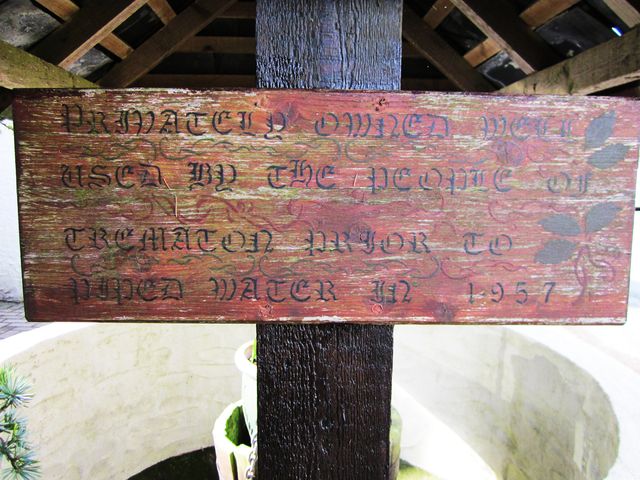 PRIVATELY OWNED WELL
USED BY THE PEOPLE OF
TREMATON PRIOR TO
PIPED WATER IN 1957